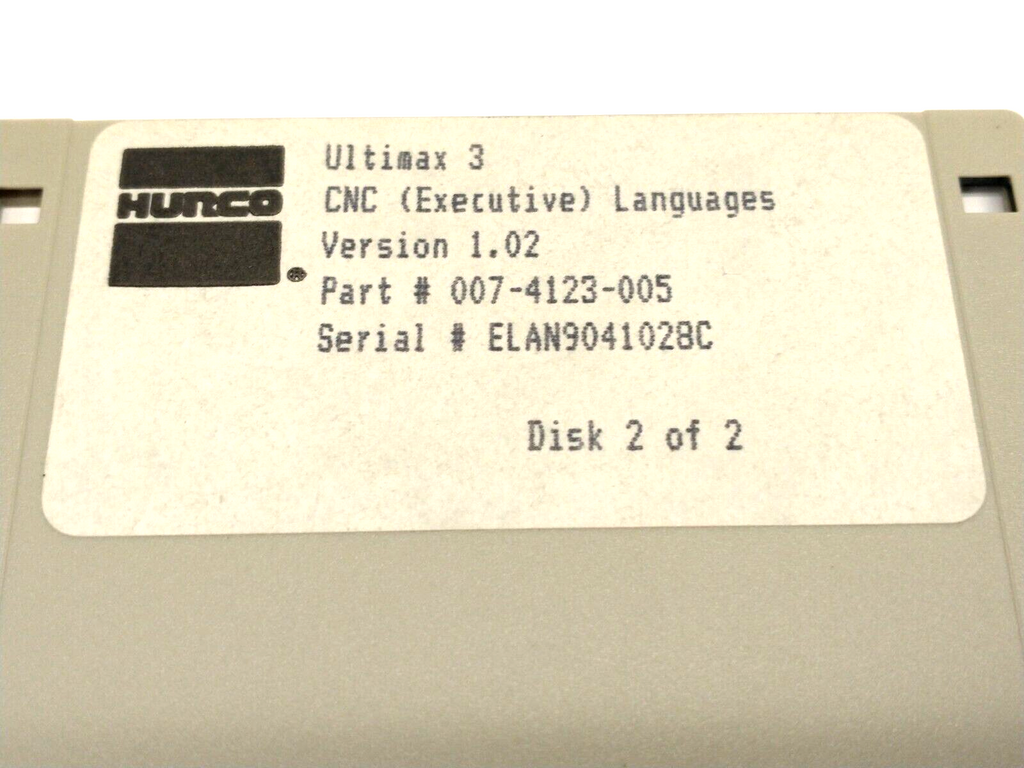 HURCO
Ultimax 3
CNC (Executive) Languages
Version 1.02
Part # 007-4123-005
Serial # ELAN9041028C
Disk 2 of 2